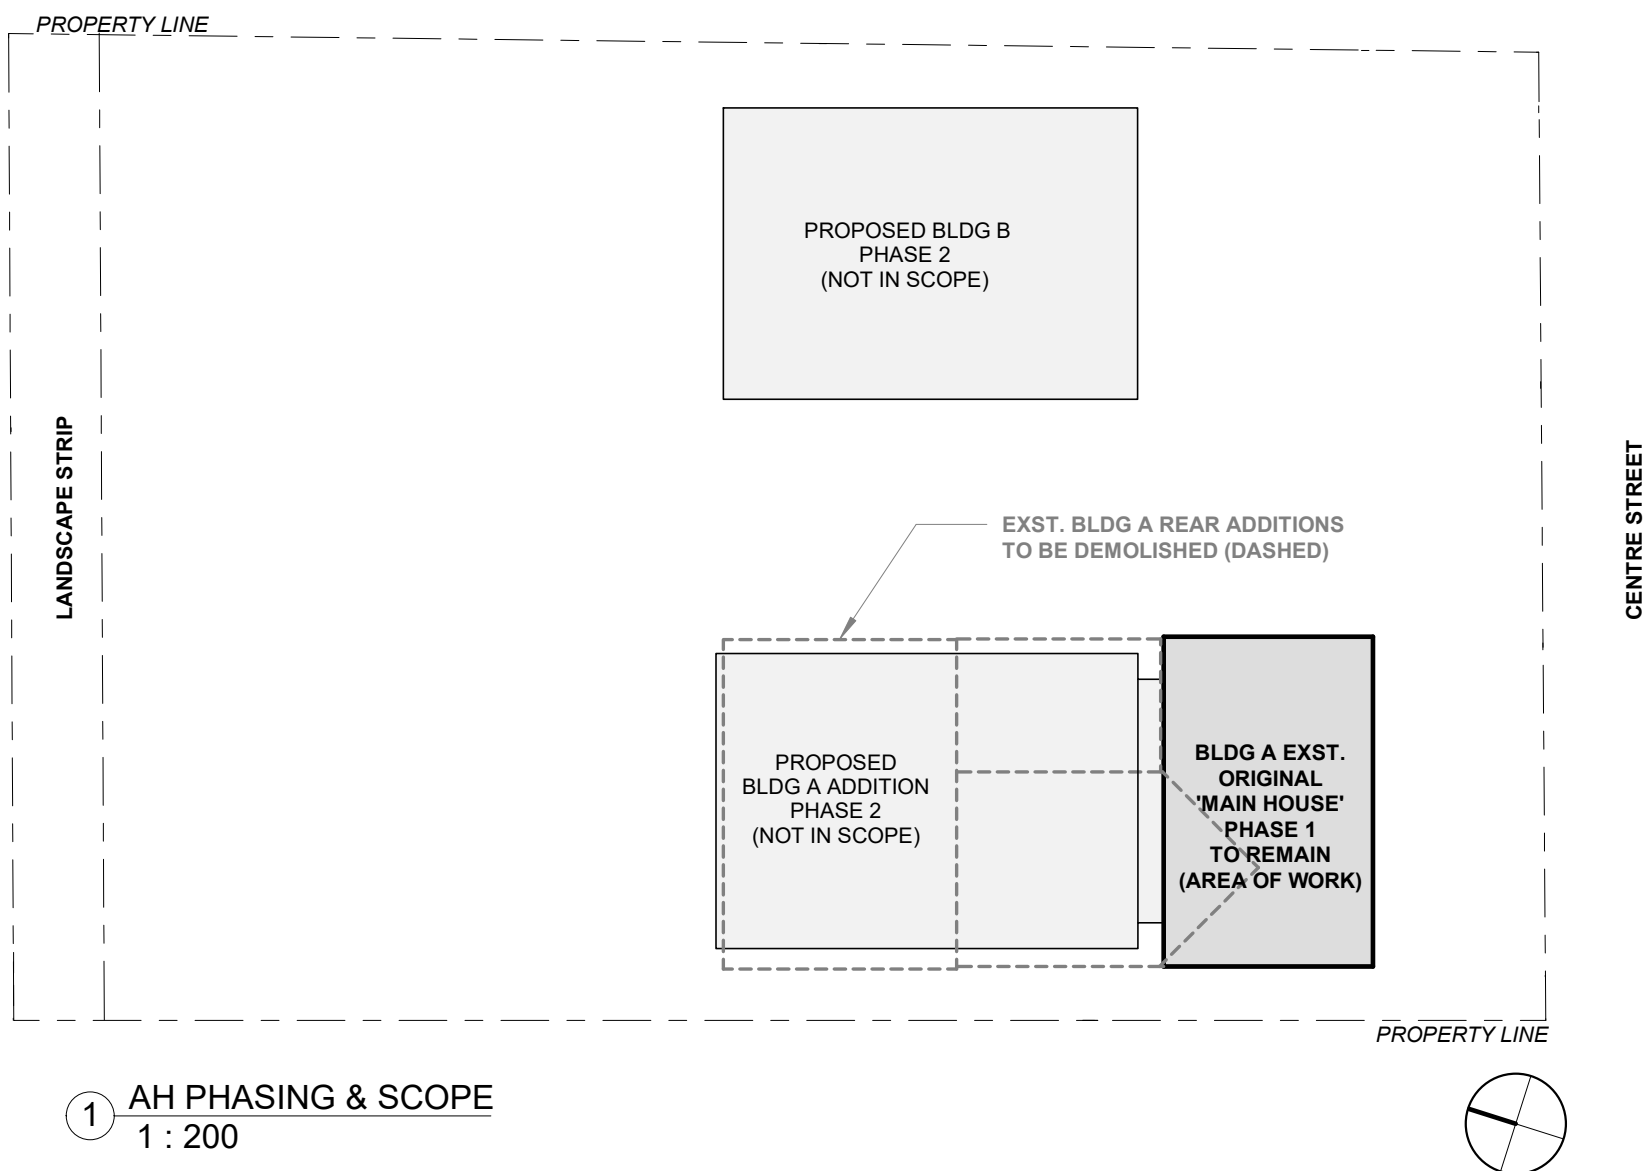 PROPERTY LINE
PROPOSED BLDG B
PHASE 2
(NOT IN SCOPE)
LANDSCAPE STRIP
CENTRE STREET
EXST. BLDG A REAR ADDITIONS
TO BE DEMOLISHED (DASHED)
PROPOSED
BLDG A ADDITION
PHASE 2
(NOT IN SCOPE)
BLDG A EXST.
ORIGINAL
'MAIN HOUSE'
PHASE 1
TO REMAIN
(AREA OF WORK)
PROPERTY LINE
1 AH PHASING & SCOPE
1 : 200